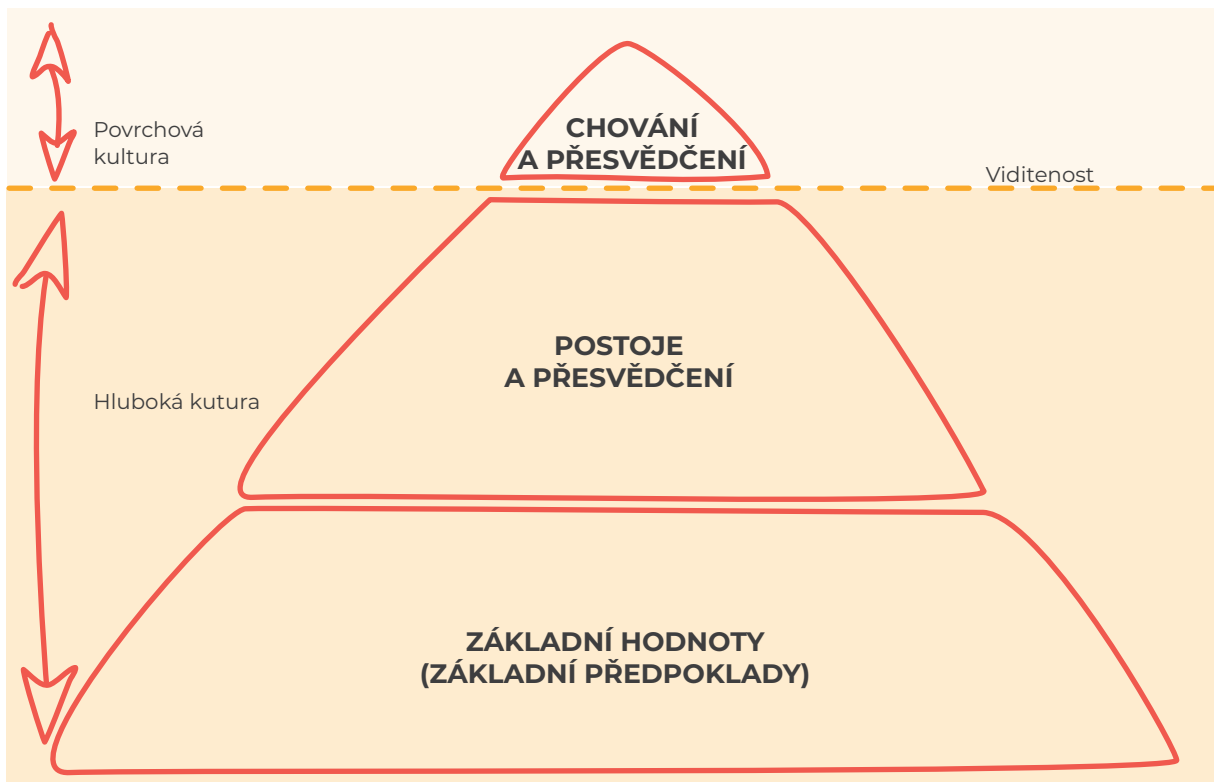 Povrchová
kultura
CHOVÁNÍ
A PŘESVĚDČENÍ
Viditenost
POSTOJE
A PŘESVĚDČENÍ
Hluboká kutura
ZÁKLADNÍ HODNOTY
(ZÁKLADNÍ PŘEDPOKLADY)